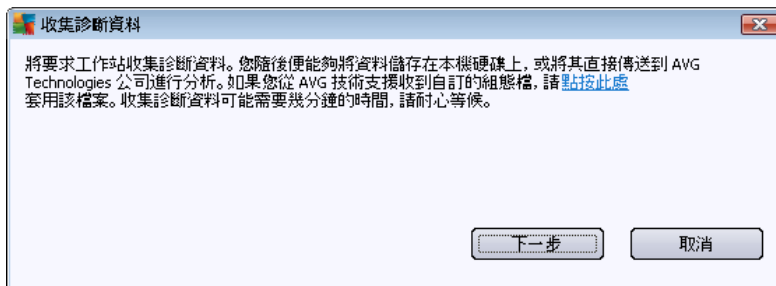 收集診斷資料
將要求工作站收集診斷資料。您隨後便能夠將資料儲存在本機硬碟上，或將其直接傳送到 AVG
Technologies 公司進行分析。如果您從 AVG 技術支援收到自訂的組態檔，請點按此處
套用該檔案。收集診斷資料可能需要幾分鐘的時間，請耐心等候。
下一步
取消